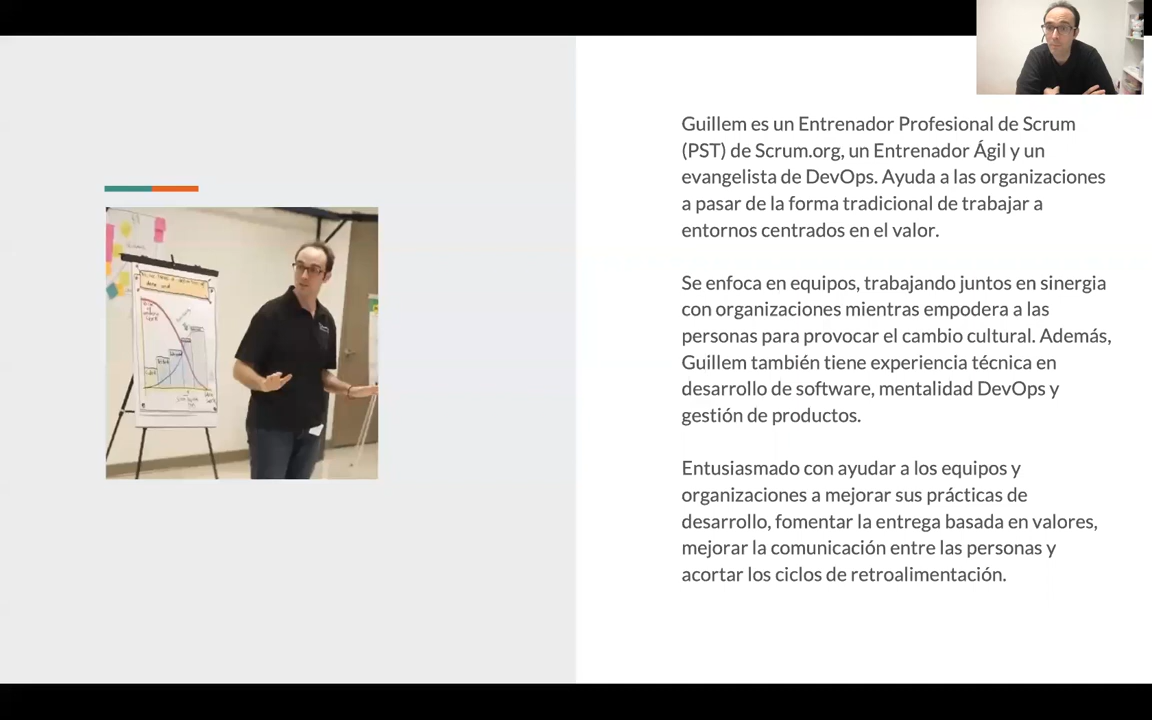 Guillem es un Entrenador Profesional de Scrum
(PST) de Scrum.org, un Entrenador Ágil y un
evangelista de DevOps. Ayuda a las organizaciones
a pasar de la forma tradicional de trabajar a
entornos centrados en el valor.
Se enfoca en equipos, trabajando juntos en sinergia
con organizaciones mientras empodera a las
personas para provocar el cambio cultural. Además,
Guillem también tiene experiencia técnica en
desarrollo de software, mentalidad DevOps y
gestión de productos.
Entusiasmado con ayudar a los equipos y
organizaciones a mejorar sus prácticas de
desarrollo, fomentar la entrega basada en valores,
mejorar la comunicación entre las personas y
acortar los ciclos de retroalimentación.